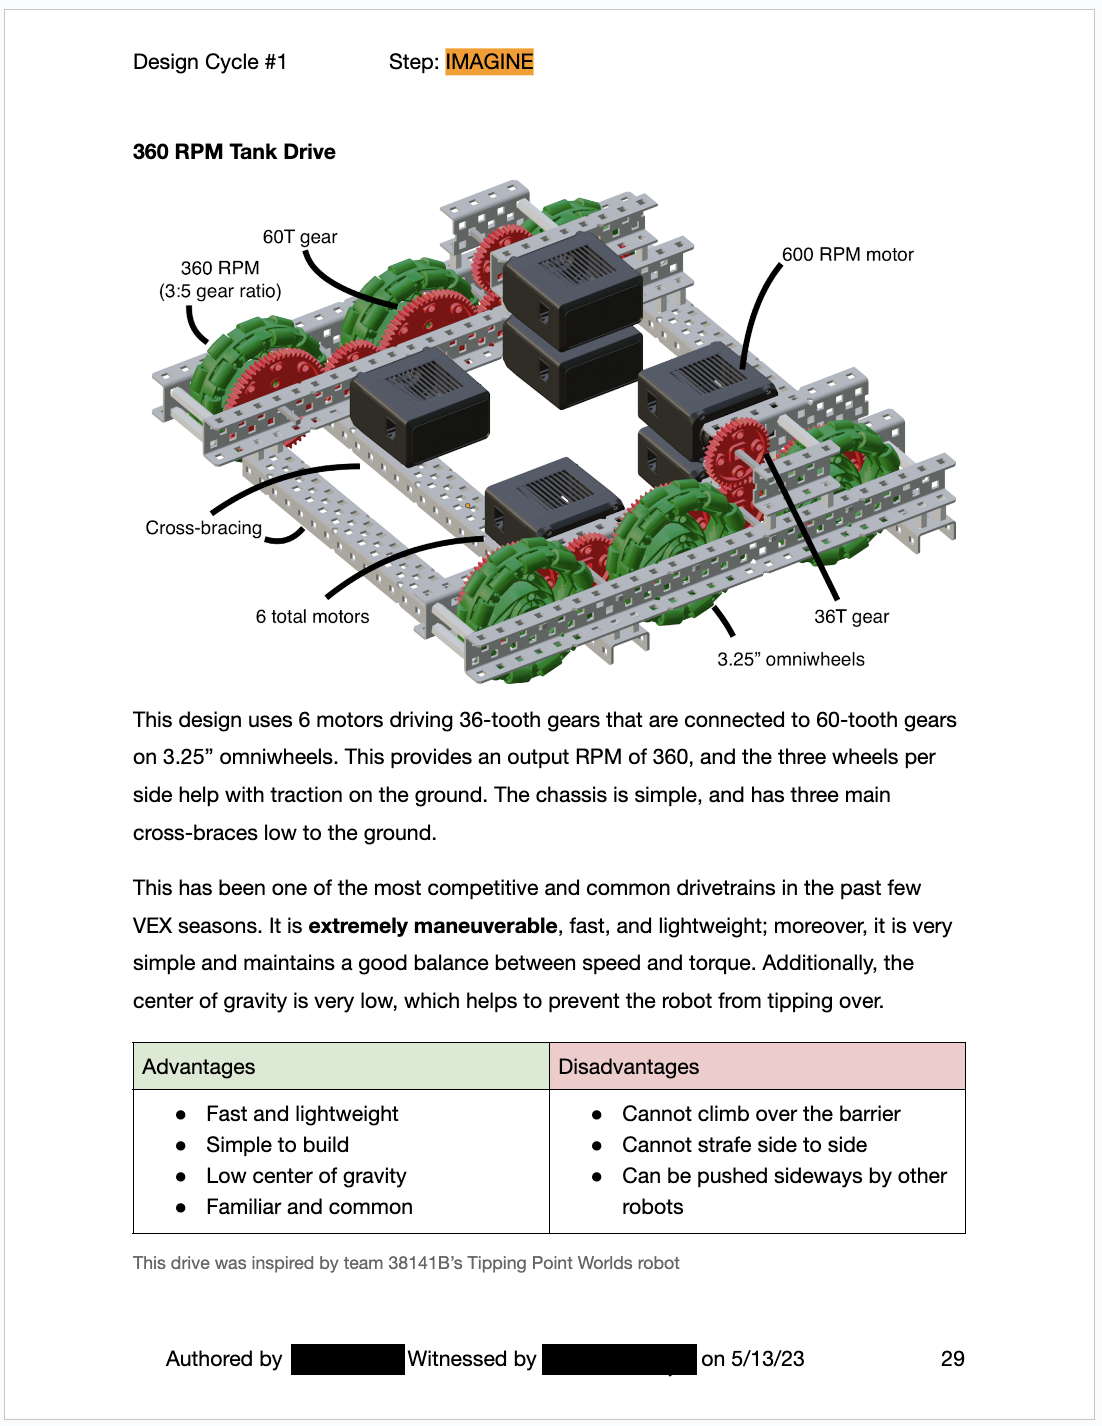 Design Cycle #1 Step: IMAGINE
360 RPM Tank Drive
60T gear
360 RPM
(3:5 gear ratio)
600 RPM motor
Cross-bracing
6 total motors
36T gear
3.25” omniwheels
This design uses 6 motors driving 36-tooth gears that are connected to 60-tooth gears
on 3.25” omniwheels. This provides an output RPM of 360, and the three wheels per
side help with traction on the ground. The chassis is simple, and has three main
cross-braces low to the ground.
This has been one of the most competitive and common drivetrains in the past few
VEX seasons. It is extremely maneuverable, fast, and lightweight; moreover, it is very
simple and maintains a good balance between speed and torque. Additionally, the
center of gravity is very low, which helps to prevent the robot from tipping over.
Advantages
● Fast and lightweight
● Simple to build
● Low center of gravity
● Familiar and common
Disadvantages
● Cannot climb over the barrier
● Cannot strafe side to side
● Can be pushed sideways by other
robots
This drive was inspired by team 38141B’s Tipping Point Worlds robot
Authored by Witnessed by on 5/13/23 29